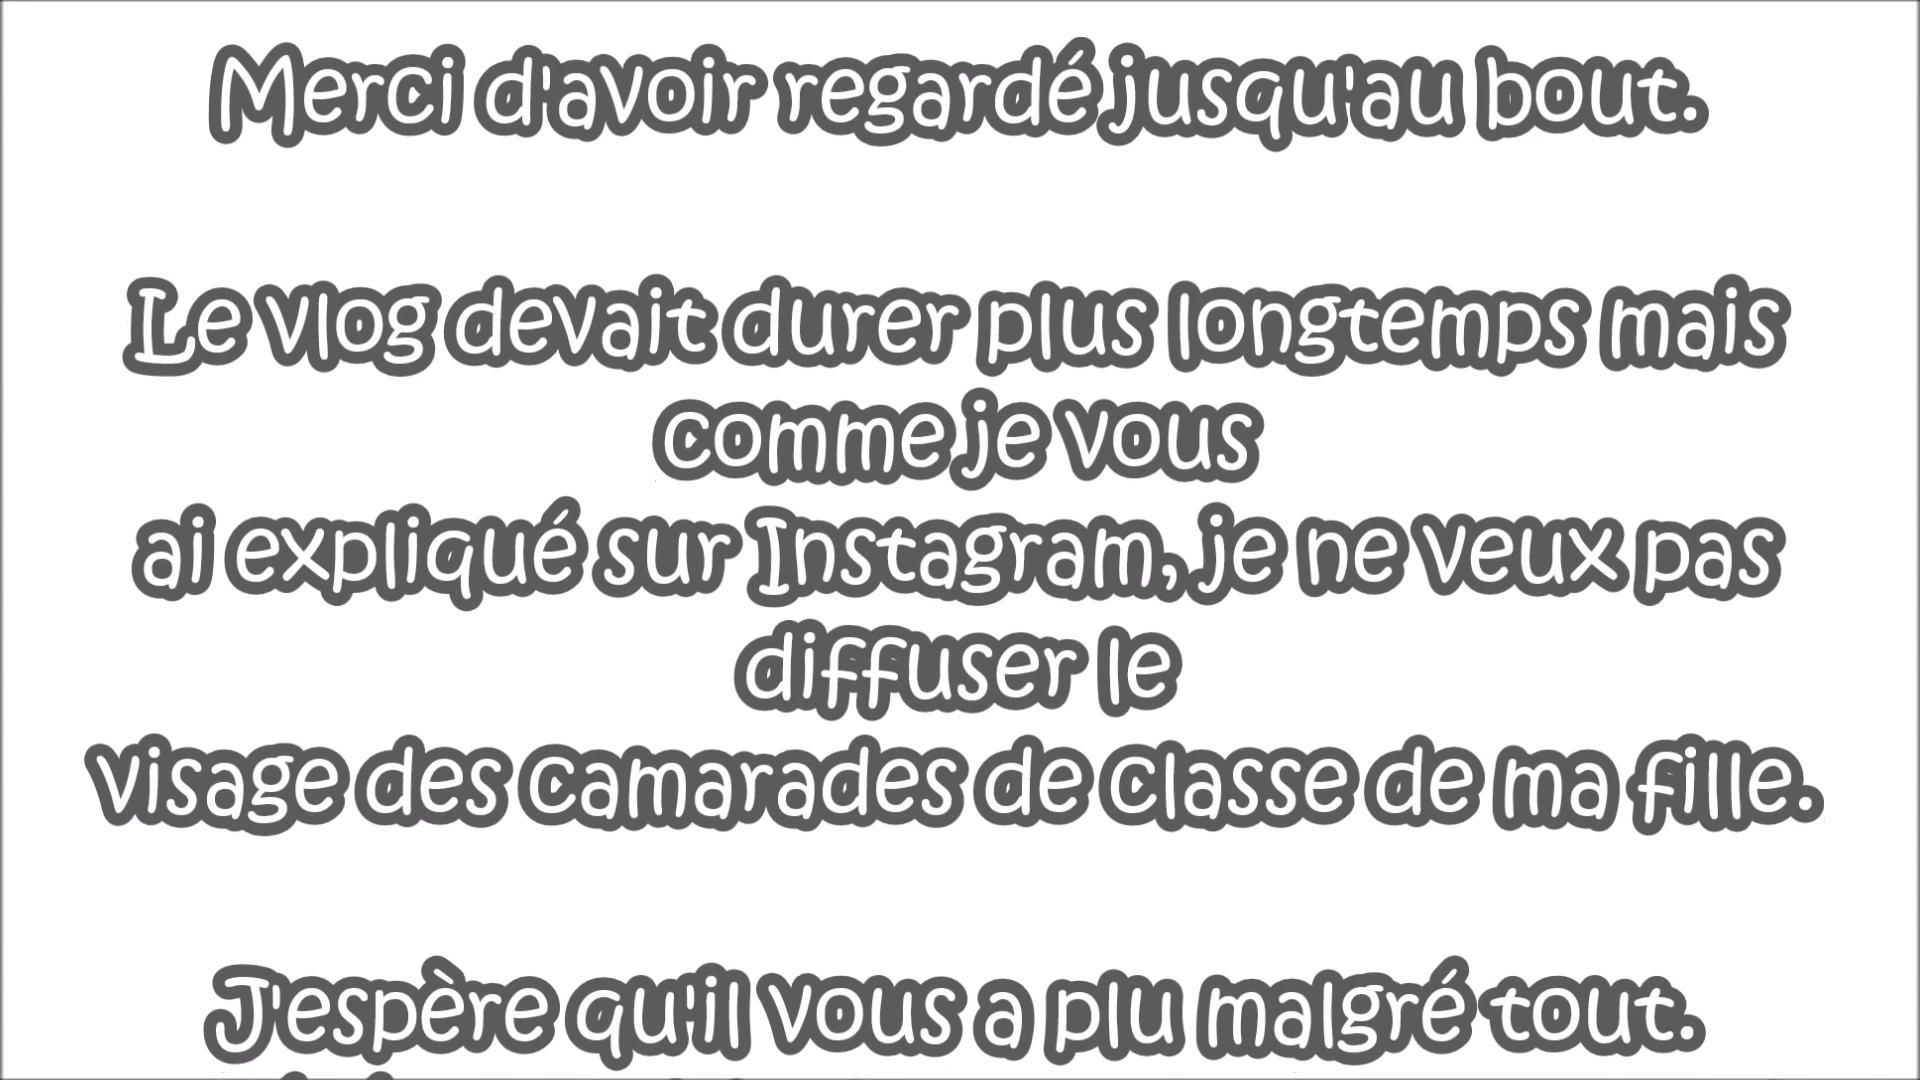 Merci d'avoir regardé jusqu'au bout.
Le vlog devait durer plus longtemps mais
comme je vous
ai expliqué sur Instagram, je ne veux pas
diffuser le
visage des camarades de classe de ma fille.
J'espère qu'il vous a plu malgré tout.